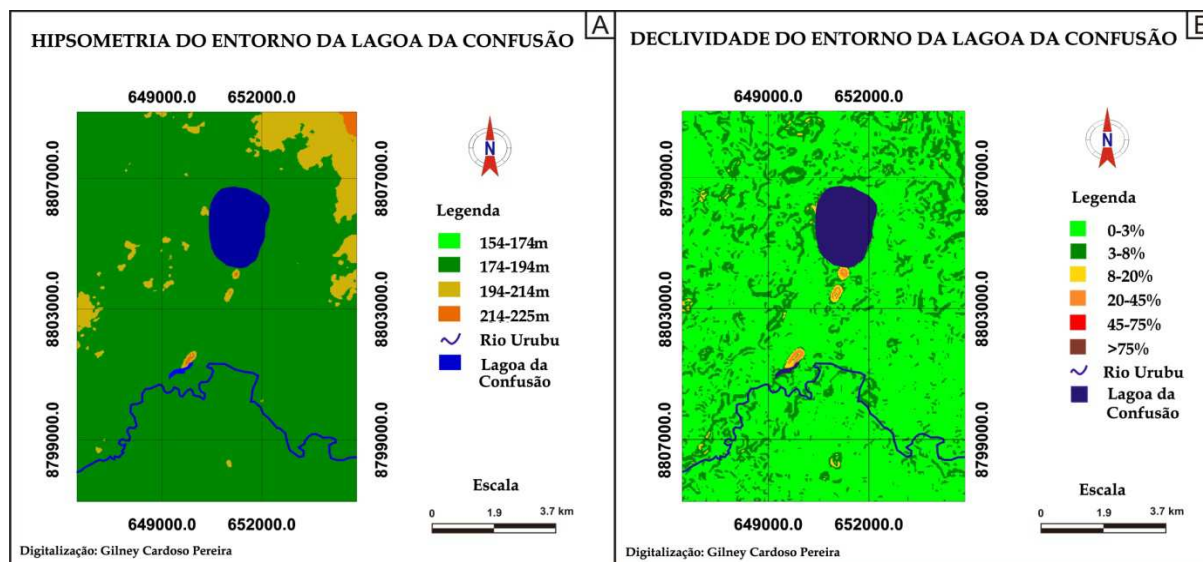 HIPSOMETRIA DO ENTORNO DA LAGOA DA CONFUSÃO
A
649000.0 652000.0
8807000.0
8807000.0
8803000.0
8803000.0
87990000.0
87990000.0
649000.0 652000.0
N
Legenda
154-174m
174-194m
194-214m
214-225m
Rio Urubu
Lagoa da
Confusão
Escala
0 1.9 3.7 km
Digitalização: Gilney Cardoso Pereira
DECLIVIDADE DO ENTORNO DA LAGOA DA CONFUSÃO
649000.0 652000.0
8799000.0
88070000.0
8803000.0
8803000.0
8807000.0
87990000.0
649000.0 652000.0
N
Legenda
0-3%
3-8%
8-20%
20-45%
45-75%
>75%
Rio Urubu
Lagoa da
Confusão
Escala
0 1.9 3.7 km
Digitalização: Gilney Cardoso Pereira